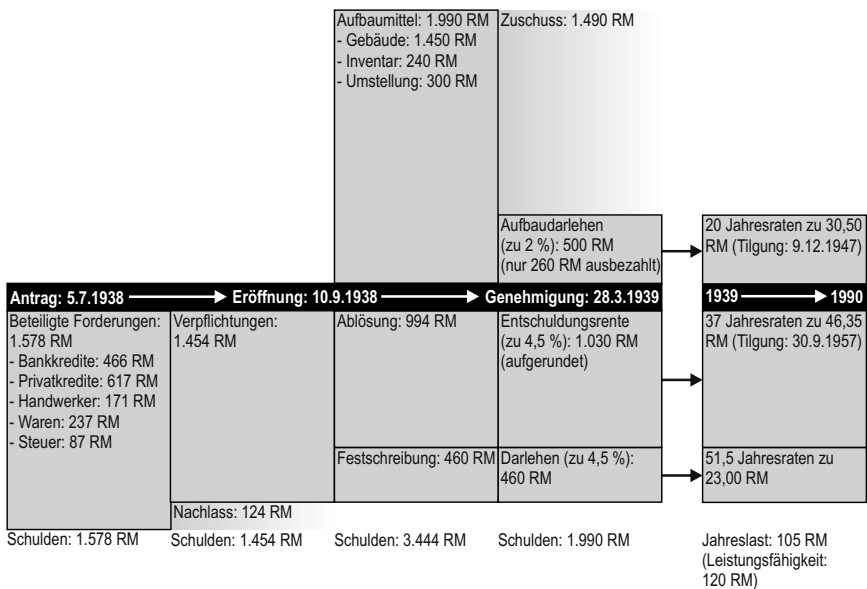 Aufbaumittel: 1.990 RM
- Gebäude: 1.450 RM
- Inventar: 240 RM
- Umstellung: 300 RM
Zuschuss: 1.490 RM
Aufbaudarlehen
(zu 2 %): 500 RM
(nur 260 RM ausbezahlt)
20 Jahresraten zu 30,50
RM (Tilgung: 9.12.1947)
Antrag: 5.7.1938 Eröffnung: 10.9.1938 Genehmigung: 28.3.1939 1939 1990
Beteiligte Forderungen:
1.578 RM
- Bankkredite: 466 RM
- Privatkredite: 617 RM
- Handwerker: 171 RM
- Waren: 237 RM
- Steuer: 87 RM
Verpflichtungen:
1.454 RM
Nachlass: 124 RM
Ablösung: 994 RM
Festschreibung: 460 RM
Entschuldungsrente
(zu 4,5 %): 1.030 RM
(aufgerundet)
Darlehen (zu 4,5 %):
460 RM
37 Jahresraten zu 46,35
RM (Tilgung: 30.9.1957)
51,5 Jahresraten zu
23,00 RM
Schulden: 1.578 RM
Schulden: 1.454 RM
Schulden: 3.444 RM
Schulden: 1.990 RM
Jahreslast: 105 RM
(Leistungsfähigkeit:
120 RM)